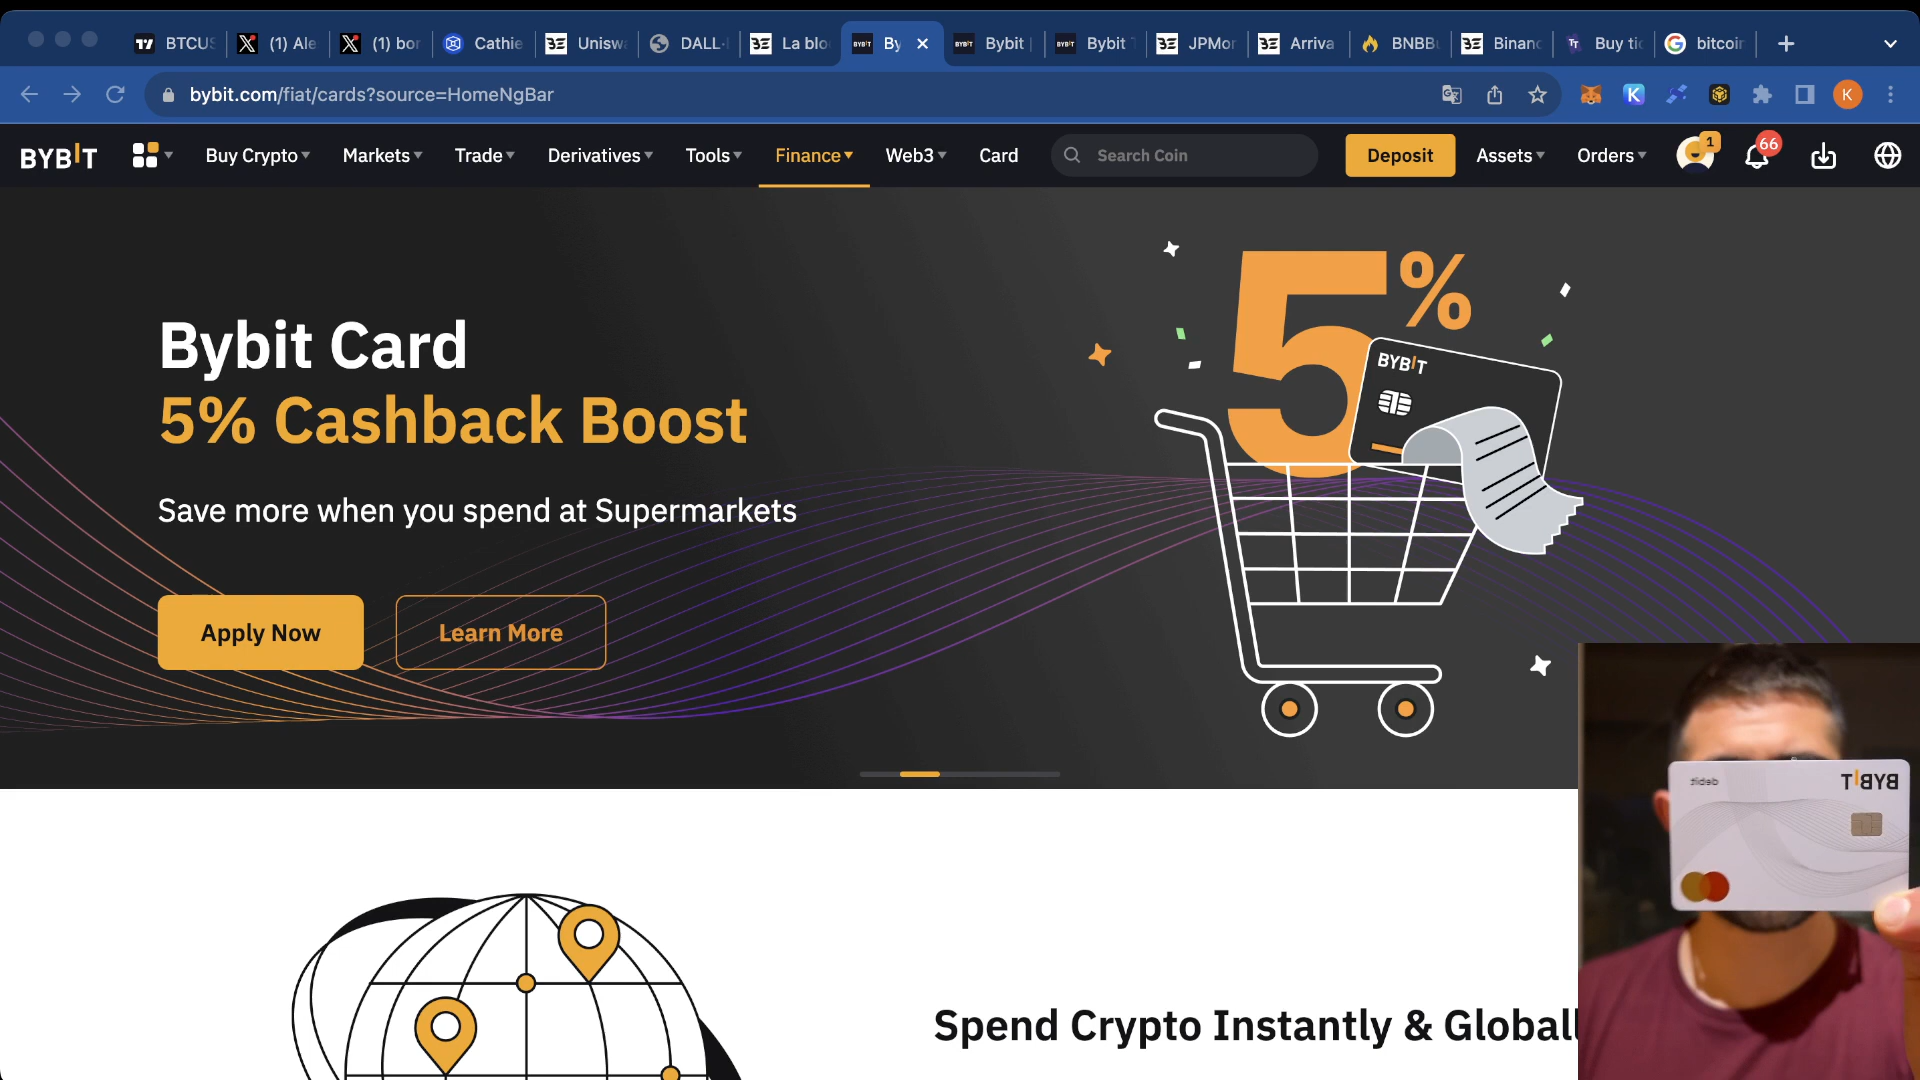 BTCUS
(1) Ale
(1) bor
Cathie
Unisw
DALL·
La blo
By
Bybit |
Bybit T
JPMor
Arriva
BNBB
Binanc
Buy tic
bitcoin
bybit.com/fiat/cards?source=HomeNgBar
K
K
BYBIT
Buy Crypto
Markets
Trade
Derivatives
Tools
Finance
Web3
Card
Search Coin
Deposit
Assets
Orders
1
66
Bybit Card
5% Cashback Boost
Save more when you spend at Supermarkets
Apply Now
Learn More
5%
BYBIT
debit
BYBIT
Spend Crypto Instantly & Globall